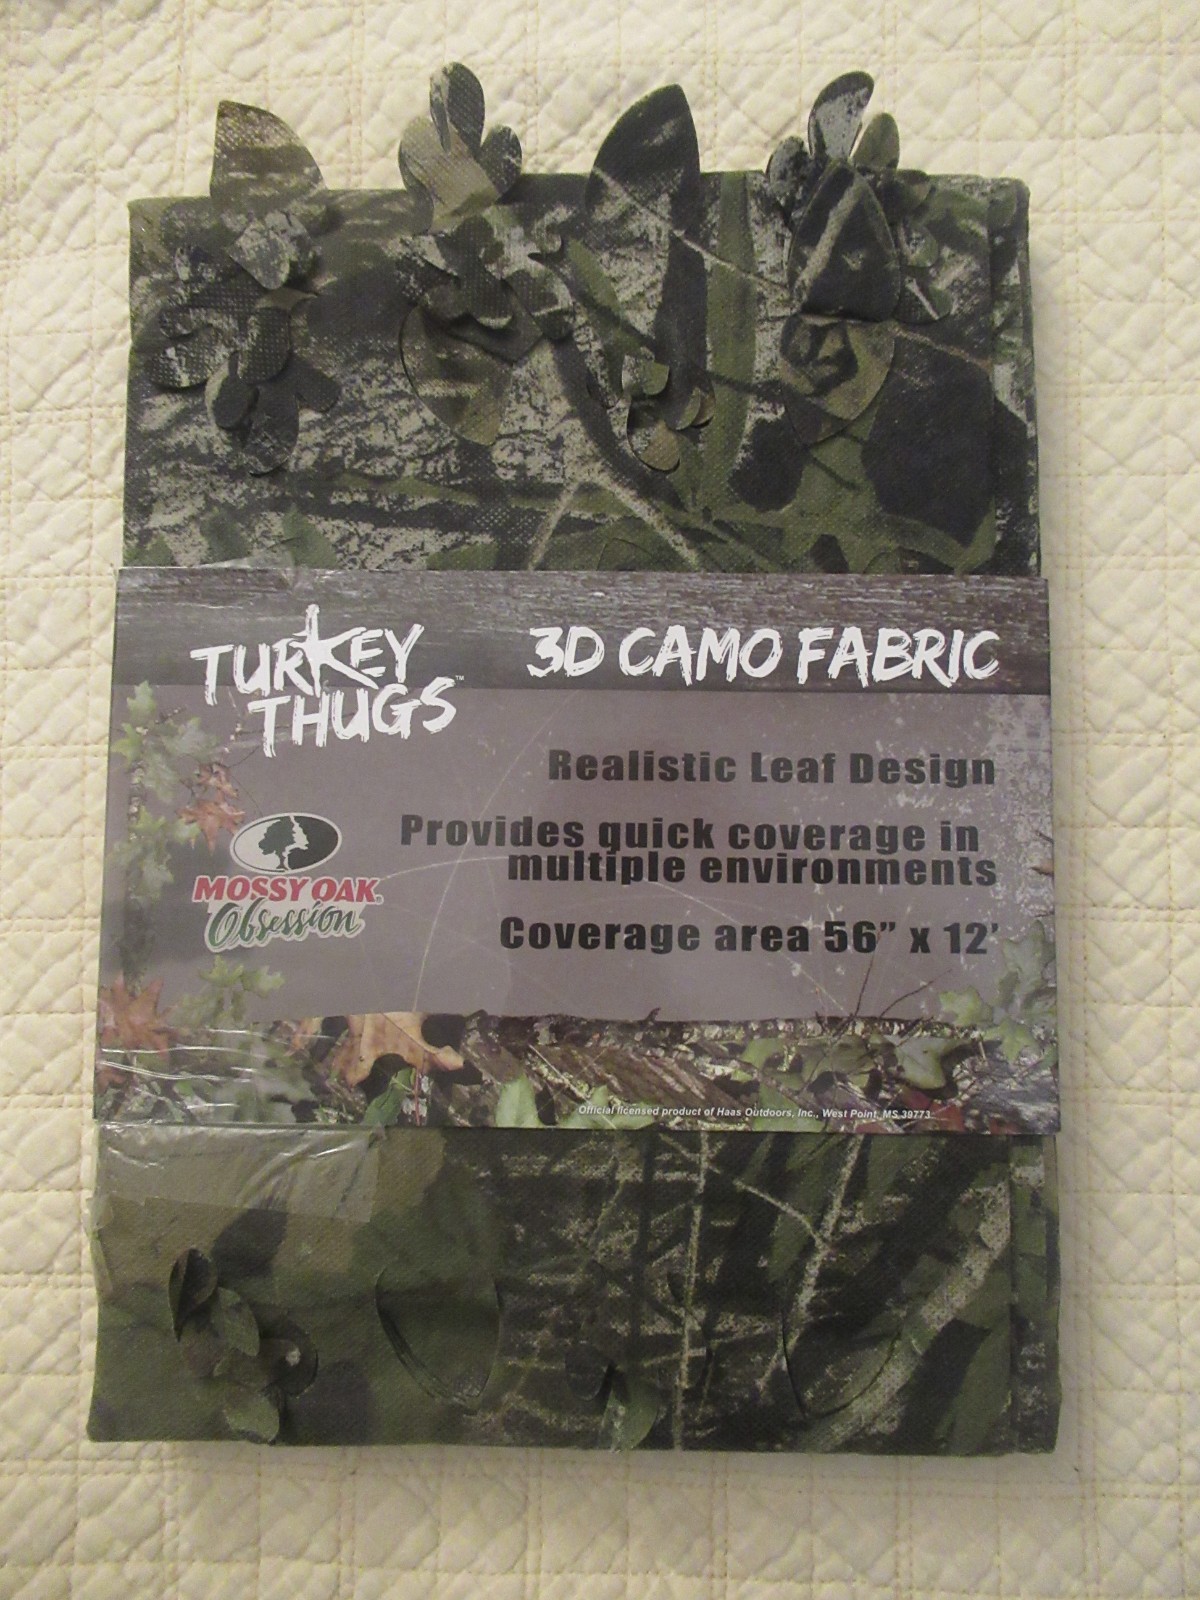 TURKEY
THUGS™
3D CAMO FABRIC
Realistic Leaf Design
Provides quick coverage in
multiple environments
MOSSY OAK®
Obsession
Coverage area 56" x 12'
Official licensed product of Haas Outdoors, Inc., West Point, MS 39773